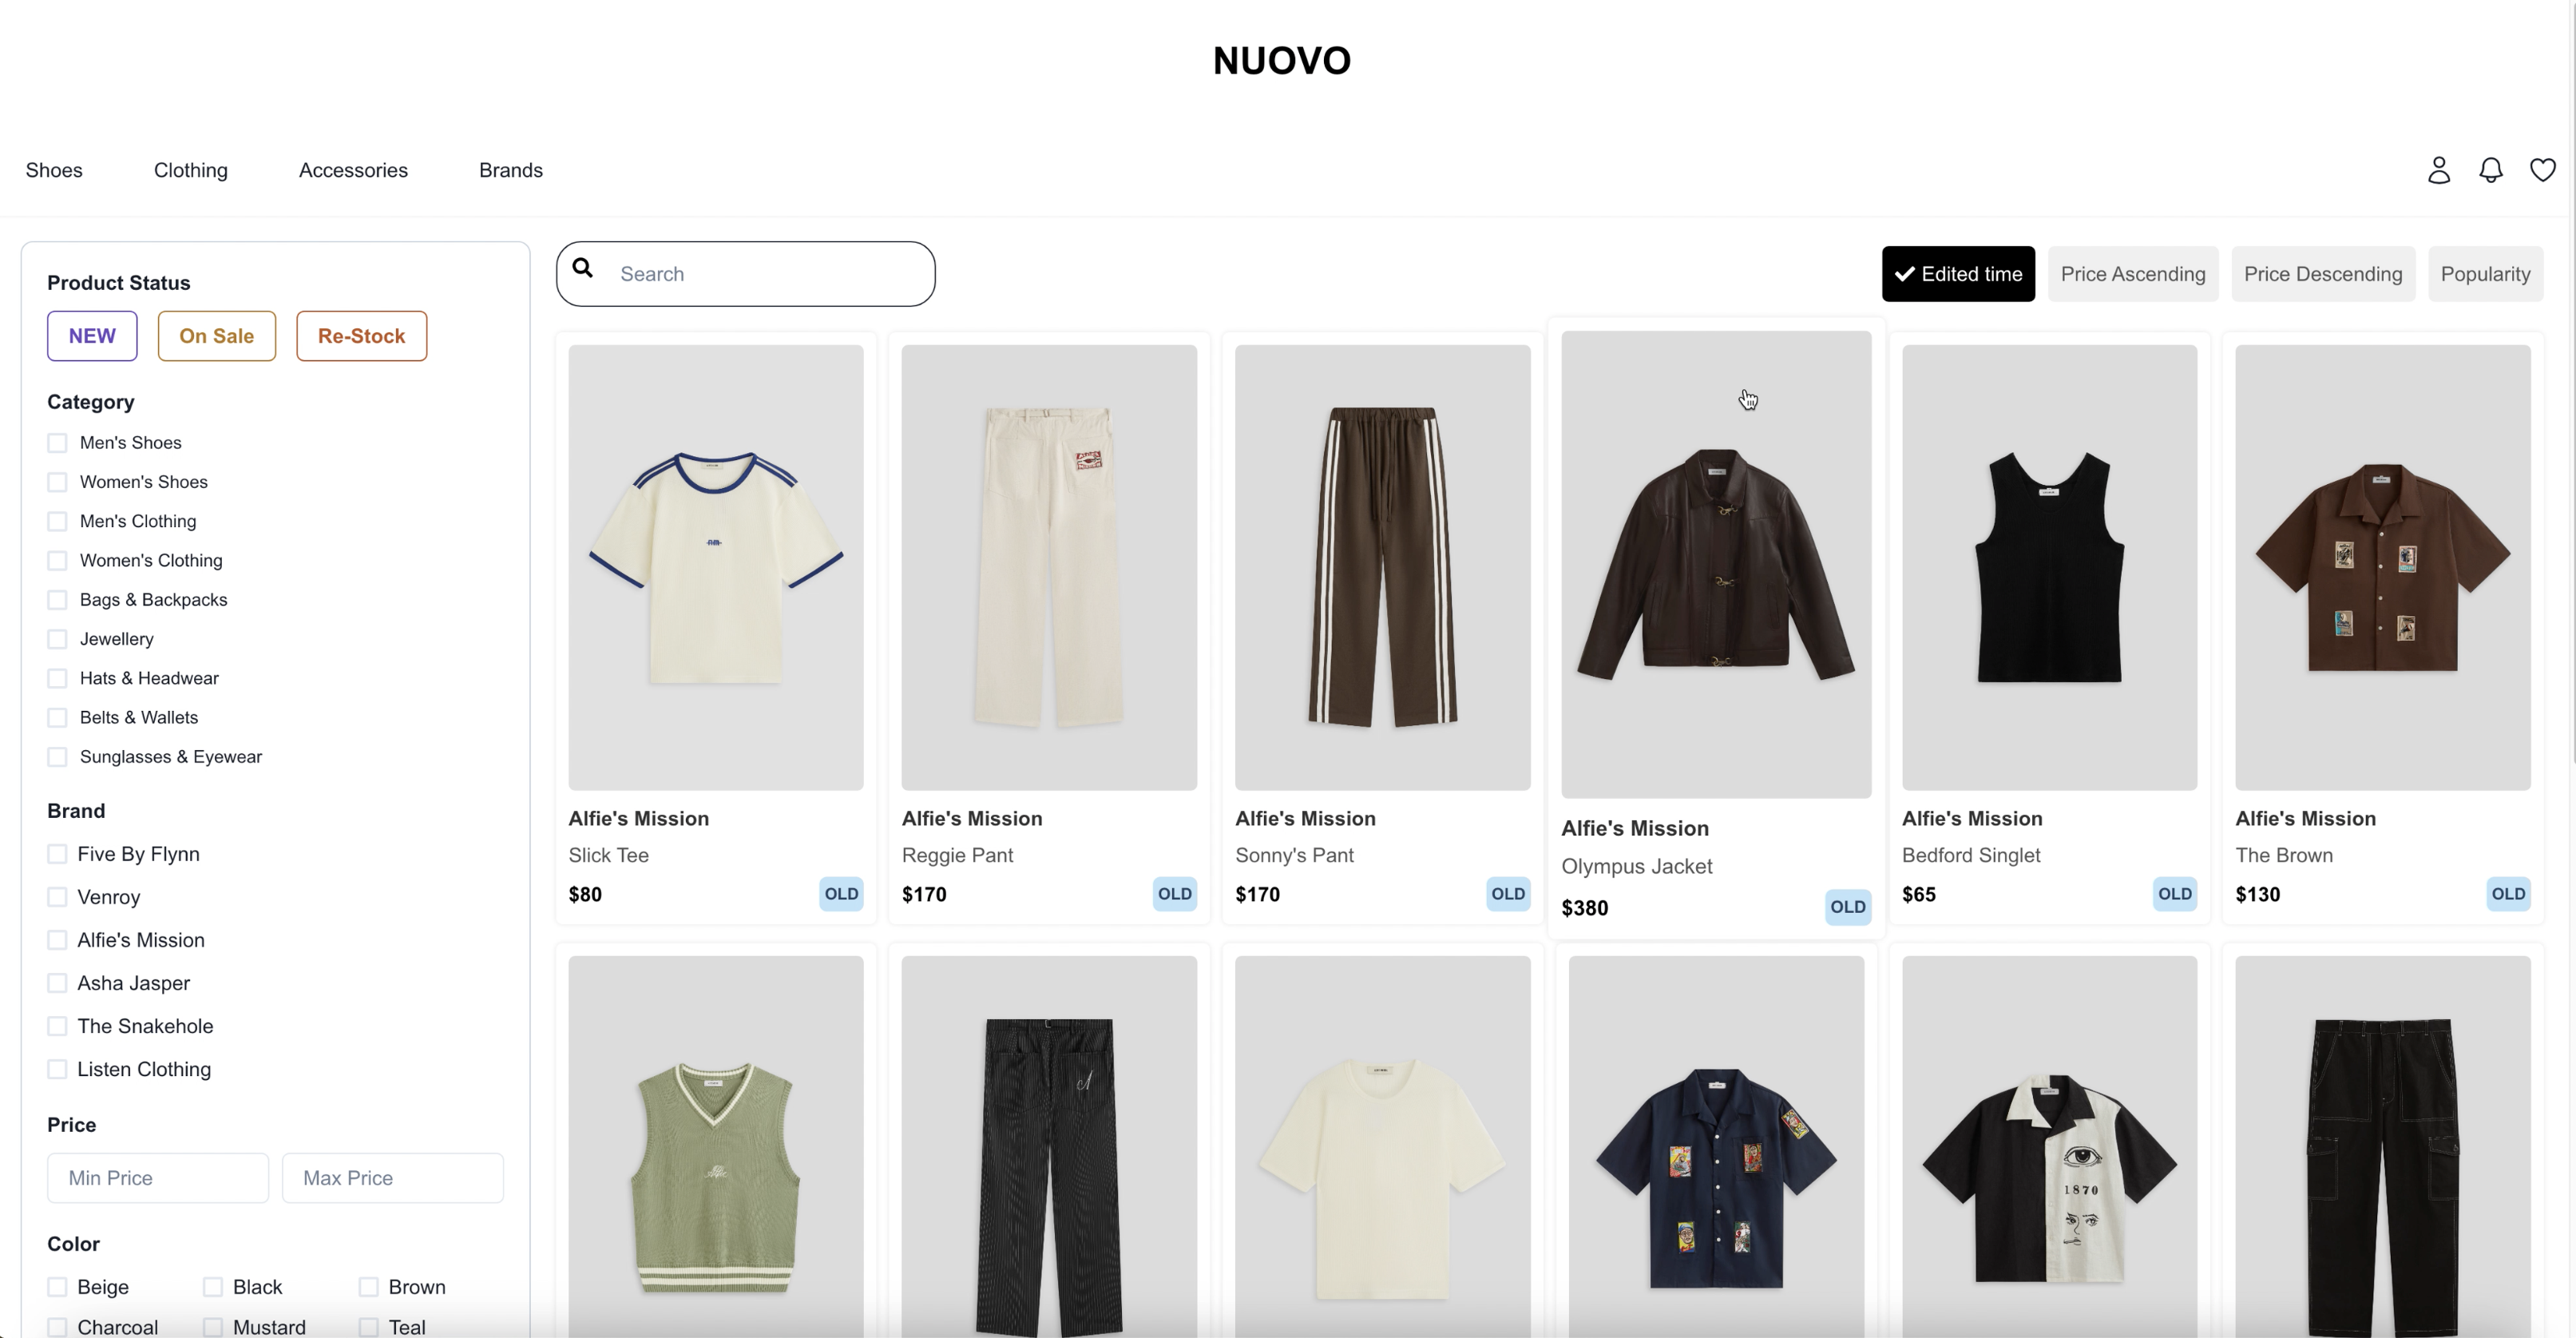 NUOVO
Shoes Clothing Accessories Brands
Product Status
NEW On Sale Re-Stock
Category
Men's Shoes
Women's Shoes
Men's Clothing
Women's Clothing
Bags & Backpacks
Jewellery
Hats & Headwear
Belts & Wallets
Sunglasses & Eyewear
Brand
Five By Flynn
Venroy
Alfie's Mission
Asha Jasper
The Snakehole
Listen Clothing
Price
Min Price Max Price
Color
Beige Black Brown
Charcoal Mustard Teal
Search
Edited time Price Ascending Price Descending Popularity
Alfie's Mission
Slick Tee
$80 OLD
Alfie's Mission
Reggie Pant
$170 OLD
Alfie's Mission
Sonny's Pant
$170 OLD
Alfie's Mission
Olympus Jacket
$380 OLD
Alfie's Mission
Bedford Singlet
$65 OLD
Alfie's Mission
The Brown
$130 OLD
1870